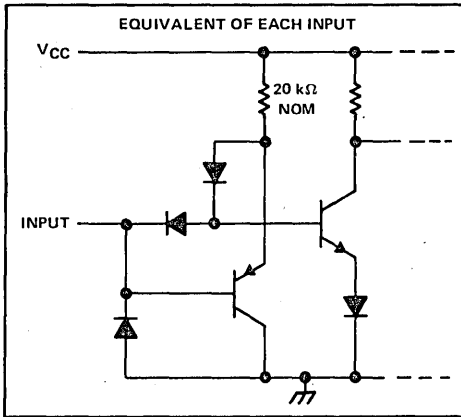 EQUIVALENT OF EACH INPUT
VCC
20 kΩ
NOM
INPUT